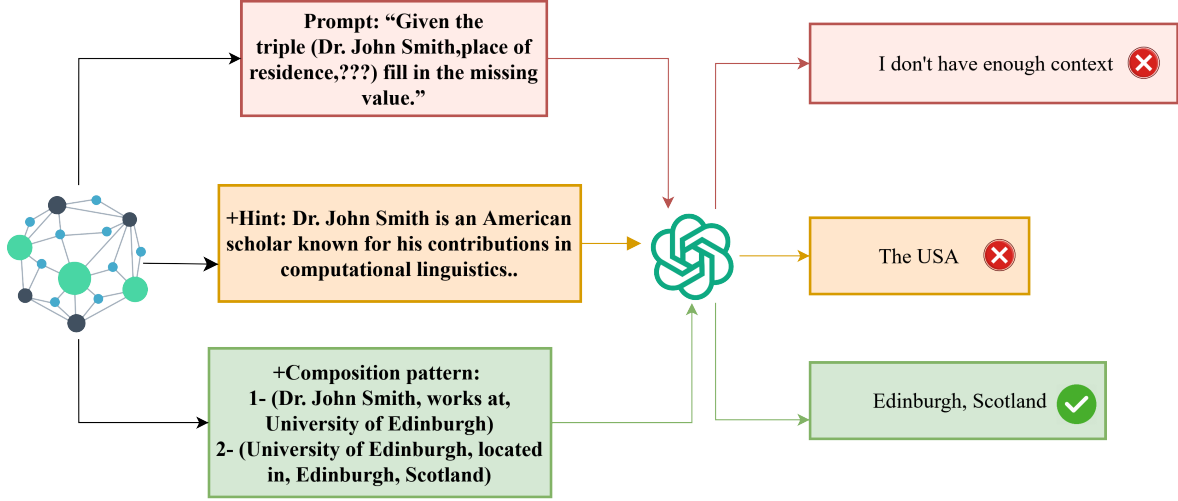 Prompt: “Given the
triple (Dr. John Smith,place of
residence,???) fill in the missing
value.”
I don't have enough context
+Hint: Dr. John Smith is an American
scholar known for his contributions in
computational linguistics..
The USA
+Composition pattern:
1- (Dr. John Smith, works at,
University of Edinburgh)
2- (University of Edinburgh, located
in, Edinburgh, Scotland)
Edinburgh, Scotland